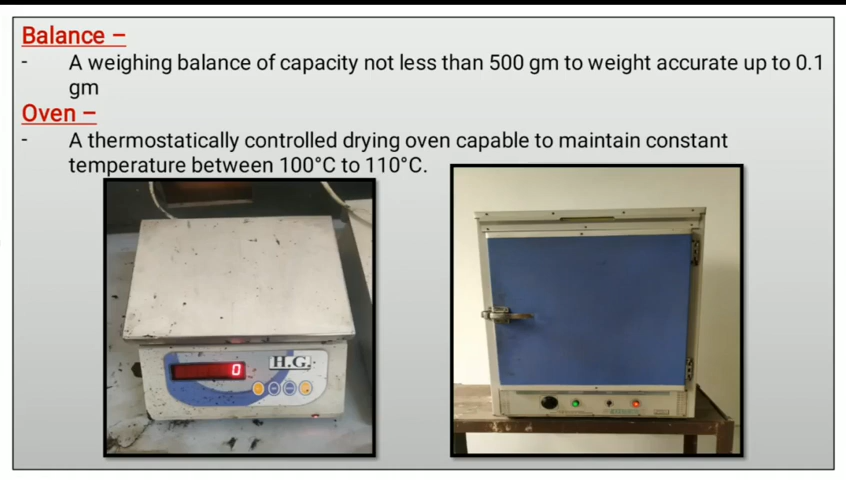 Balance –
- A weighing balance of capacity not less than 500 gm to weight accurate up to 0.1
gm
Oven –
- A thermostatically controlled drying oven capable to maintain constant
temperature between 100°C to 110°C.
0
H.G.